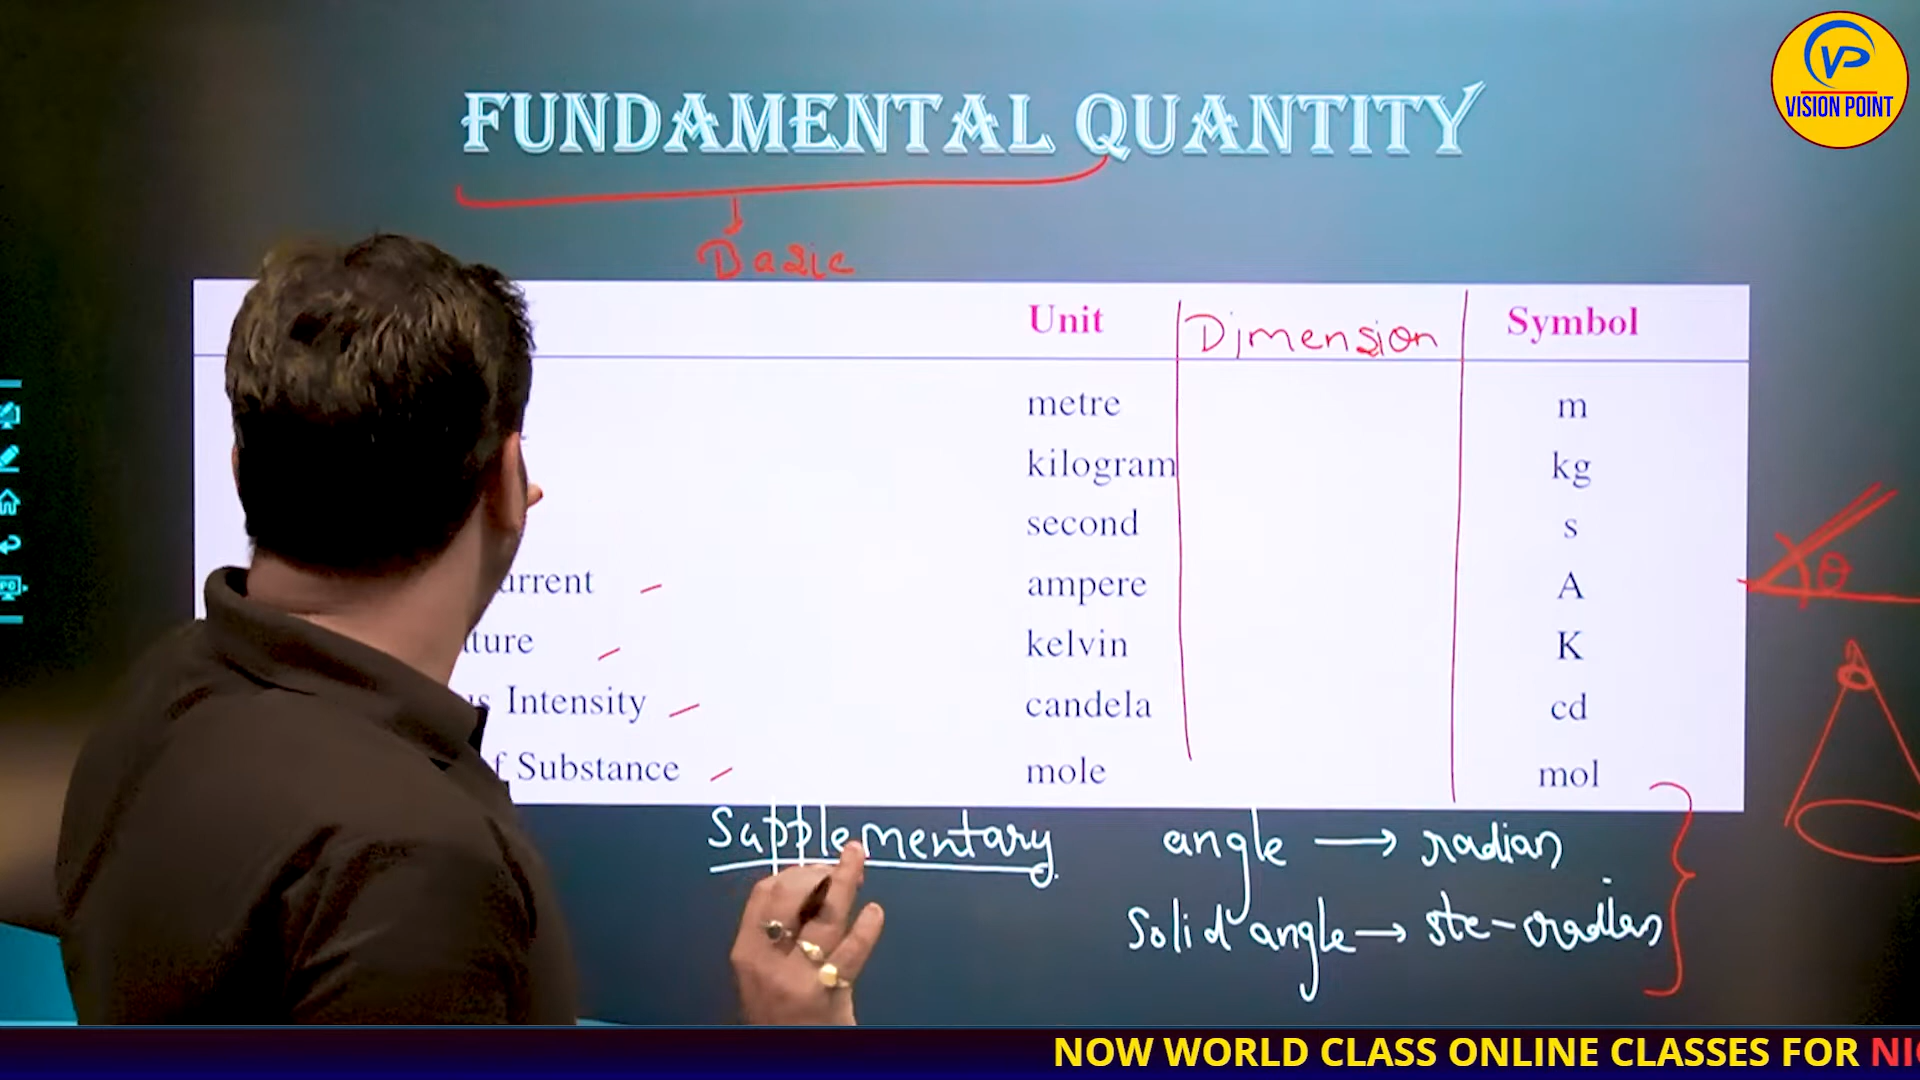 VP
VISION POINT
FUNDAMENTAL QUANTITY
Basic
Unit Dimension Symbol
metre m
kilogram kg
second s
urrent ampere A
ture kelvin K
s Intensity candela cd
f Substance mole mol
θ
Supplementary angle → radian
Solid angle → ste-radian
NOW WORLD CLASS ONLINE CLASSES FOR